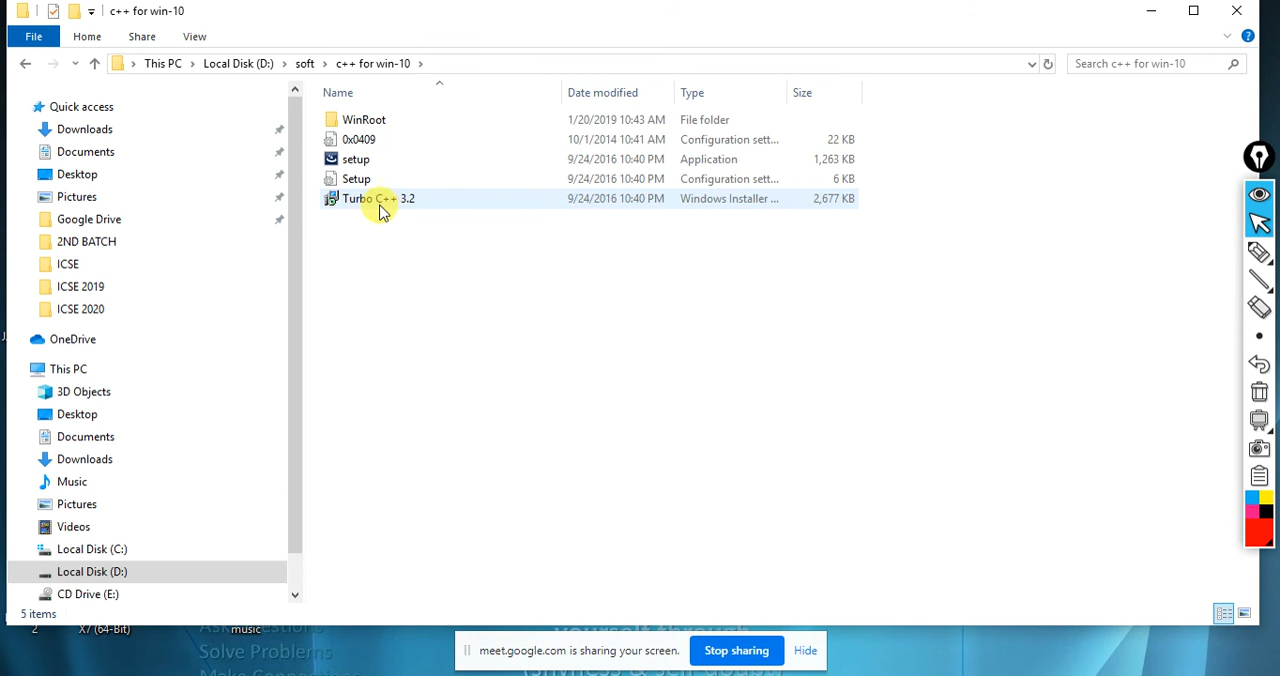 c++ for win-10
File Home Share View
This PC Local Disk (D:) soft c++ for win-10
Search c++ for win-10
Name Date modified Type Size
WinRoot 1/20/2019 10:43 AM File folder
0x0409 10/1/2014 10:41 AM Configuration sett... 22 KB
setup 9/24/2016 10:40 PM Application 1,263 KB
Setup 9/24/2016 10:40 PM Configuration sett... 6 KB
Turbo C++ 3.2 9/24/2016 10:40 PM Windows Installer ... 2,677 KB
Quick access
Downloads
Documents
Desktop
Pictures
Google Drive
2ND BATCH
ICSE
ICSE 2019
ICSE 2020
OneDrive
This PC
3D Objects
Desktop
Documents
Downloads
Music
Pictures
Videos
Local Disk (C:)
Local Disk (D:)
CD Drive (E:)
5 items
2 X7 (64-Bit) music
Ask Questions
Solve Problems
yourself through
meet.google.com is sharing your screen. Stop sharing Hide